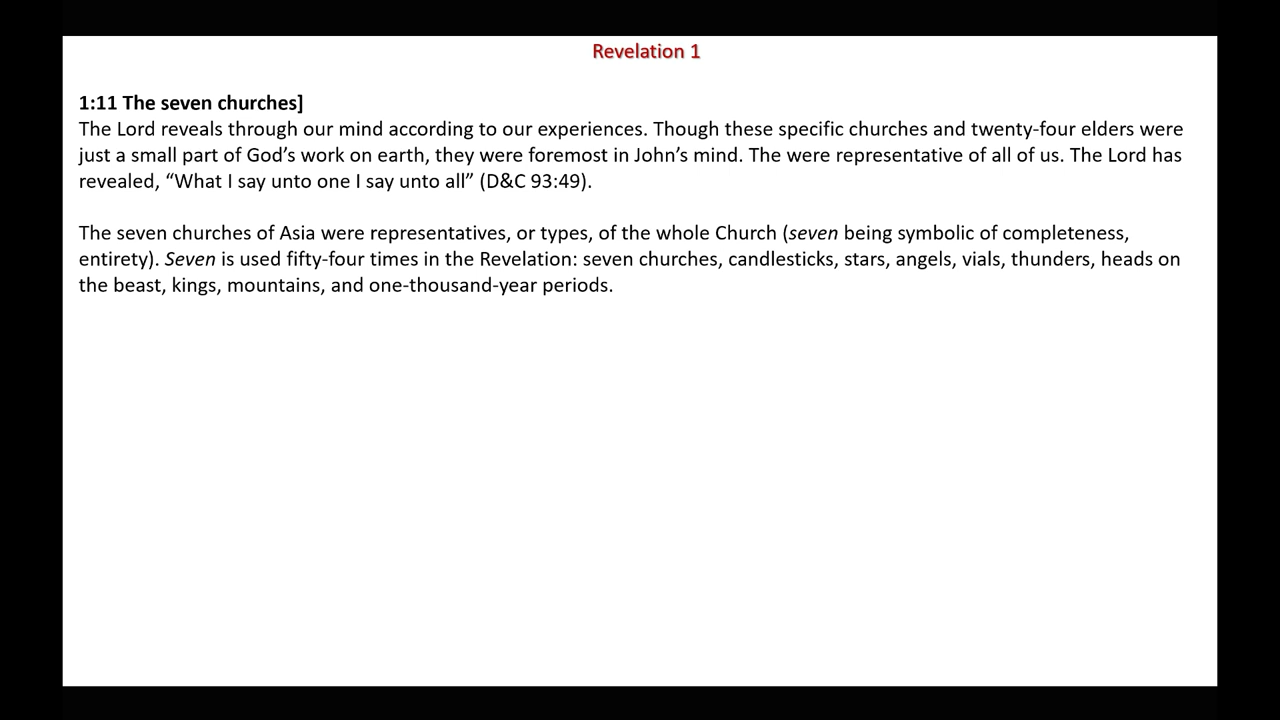 Revelation 1
1:11 The seven churches]
The Lord reveals through our mind according to our experiences. Though these specific churches and twenty-four elders were
just a small part of God’s work on earth, they were foremost in John’s mind. The were representative of all of us. The Lord has
revealed, “What I say unto one I say unto all” (D&C 93:49).
The seven churches of Asia were representatives, or types, of the whole Church (seven being symbolic of completeness,
entirety). Seven is used fifty-four times in the Revelation: seven churches, candlesticks, stars, angels, vials, thunders, heads on
the beast, kings, mountains, and one-thousand-year periods.